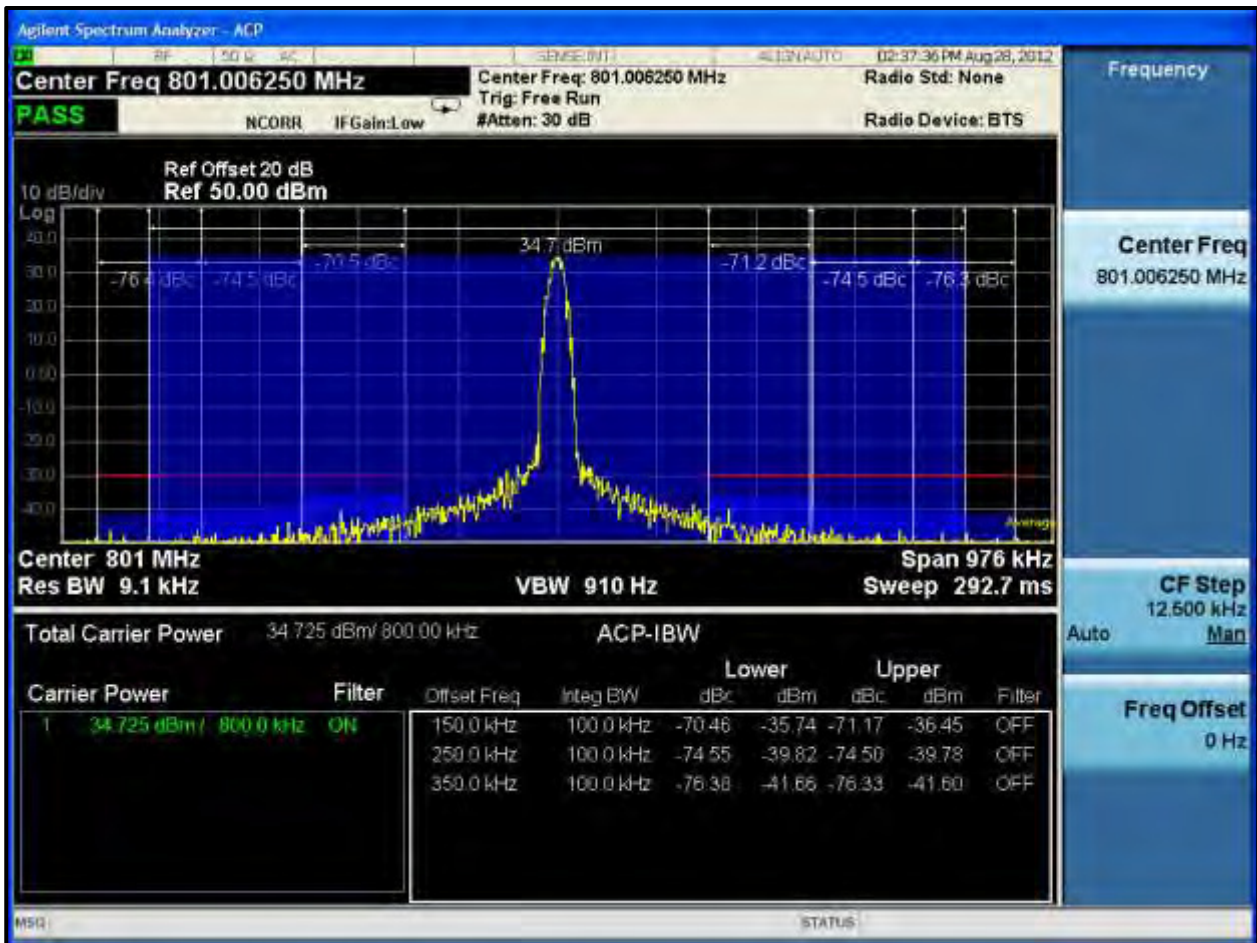 Agilent Spectrum Analyzer - ACP
RF 50 Ω AC SENSE:INT ALIGN AUTO 02:37:36 PM Aug 28, 2012
Center Freq 801.006250 MHz
Center Freq: 801.006250 MHz
Radio Std: None
Trig: Free Run
PASS
NCORR IFGain:Low
#Atten: 30 dB
Radio Device: BTS
Ref Offset 20 dB
10 dB/div Ref 50.00 dBm
Log
40.0
34.7 dBm
-70.5 dBc
-71.2 dBc
30.0
-76.4 dBc
-74.5 dBc
-74.5 dBc
-76.3 dBc
20.0
10.0
0.00
-10.0
-20.0
-30.0
-40.0
Average
Center 801 MHz
Span 976 kHz
Res BW 9.1 kHz
VBW 910 Hz
Sweep 292.7 ms
Total Carrier Power 34.725 dBm/ 800.00 kHz
ACP-IBW
Lower Upper
Carrier Power Filter
Offset Freq Integ BW dBc dBm dBc dBm Filter
1 34.725 dBm / 800.0 kHz ON
150.0 kHz 100.0 kHz -70.46 -35.74 -71.17 -36.45 OFF
250.0 kHz 100.0 kHz -74.55 -39.82 -74.50 -39.78 OFF
350.0 kHz 100.0 kHz -76.38 -41.66 -76.33 -41.60 OFF
MSG
STATUS
Frequency
Center Freq
801.006250 MHz
CF Step
12.500 kHz
Auto Man
Freq Offset
0 Hz